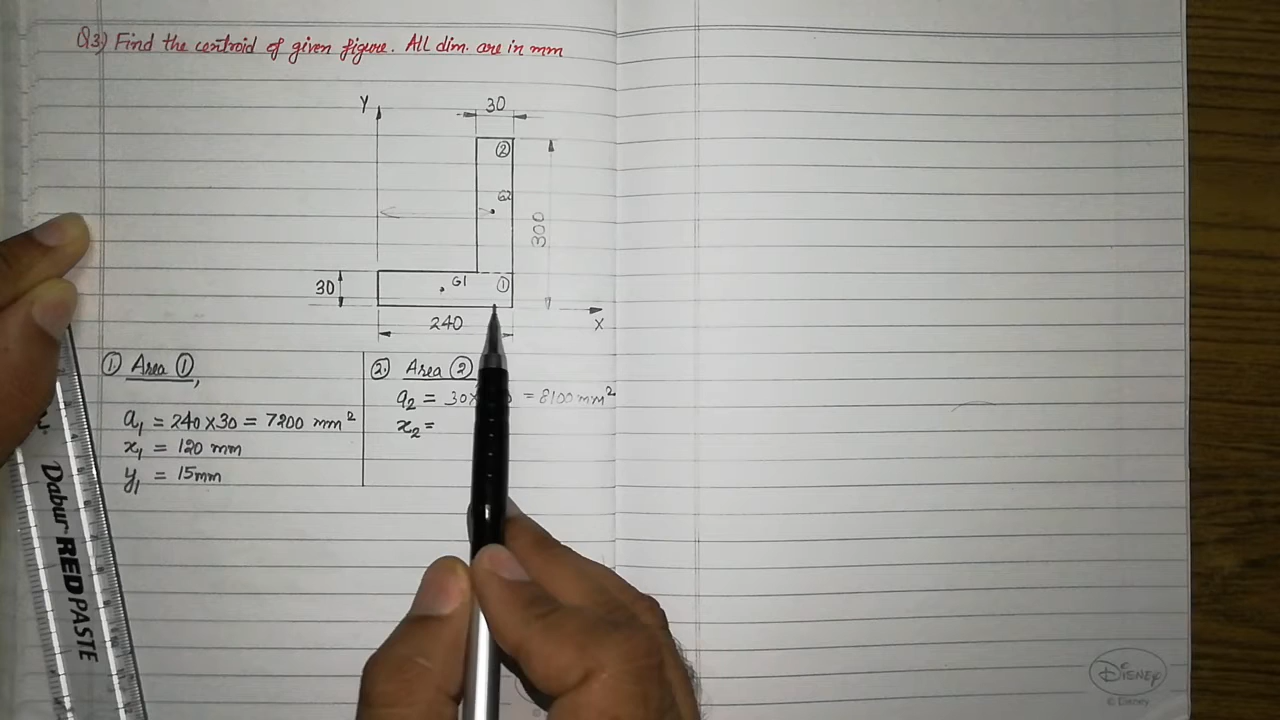 Q3) Find the centroid of given figure. All dim. are in mm
Y
30
②
G2
300
30
G1
①
240
X
① Area ①,
a₁ = 240 x 30 = 7200 mm²
x₁ = 120 mm
y₁ = 15mm
②. Area ②
a₂ = 30x = 8100 mm²
x₂ =
Dabur RED PASTE
DISNEY
© Disney